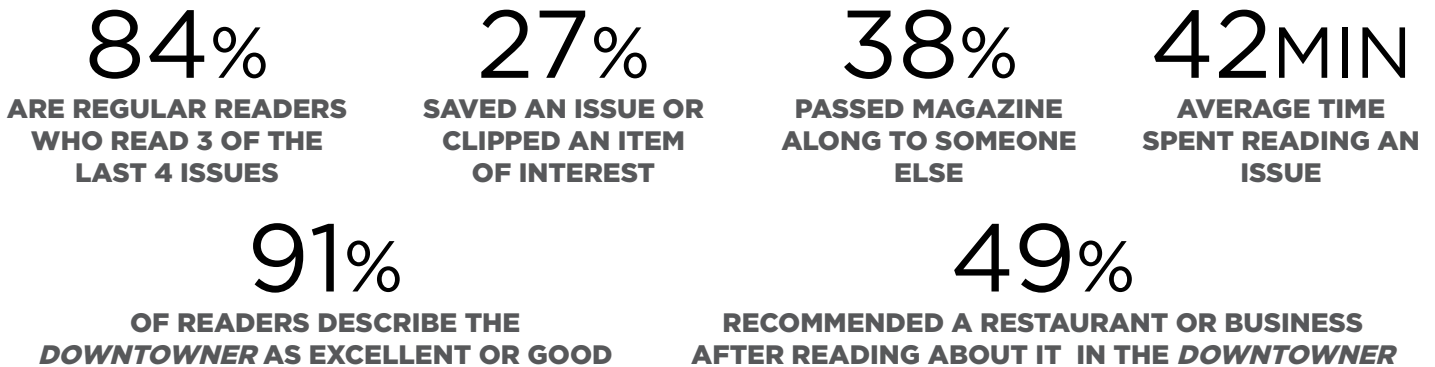 84%
ARE REGULAR READERS
WHO READ 3 OF THE
LAST 4 ISSUES
27%
SAVED AN ISSUE OR
CLIPPED AN ITEM
OF INTEREST
38%
PASSED MAGAZINE
ALONG TO SOMEONE
ELSE
42MIN
AVERAGE TIME
SPENT READING AN
ISSUE
91%
OF READERS DESCRIBE THE
DOWNTOWNER AS EXCELLENT OR GOOD
49%
RECOMMENDED A RESTAURANT OR BUSINESS
AFTER READING ABOUT IT IN THE DOWNTOWNER